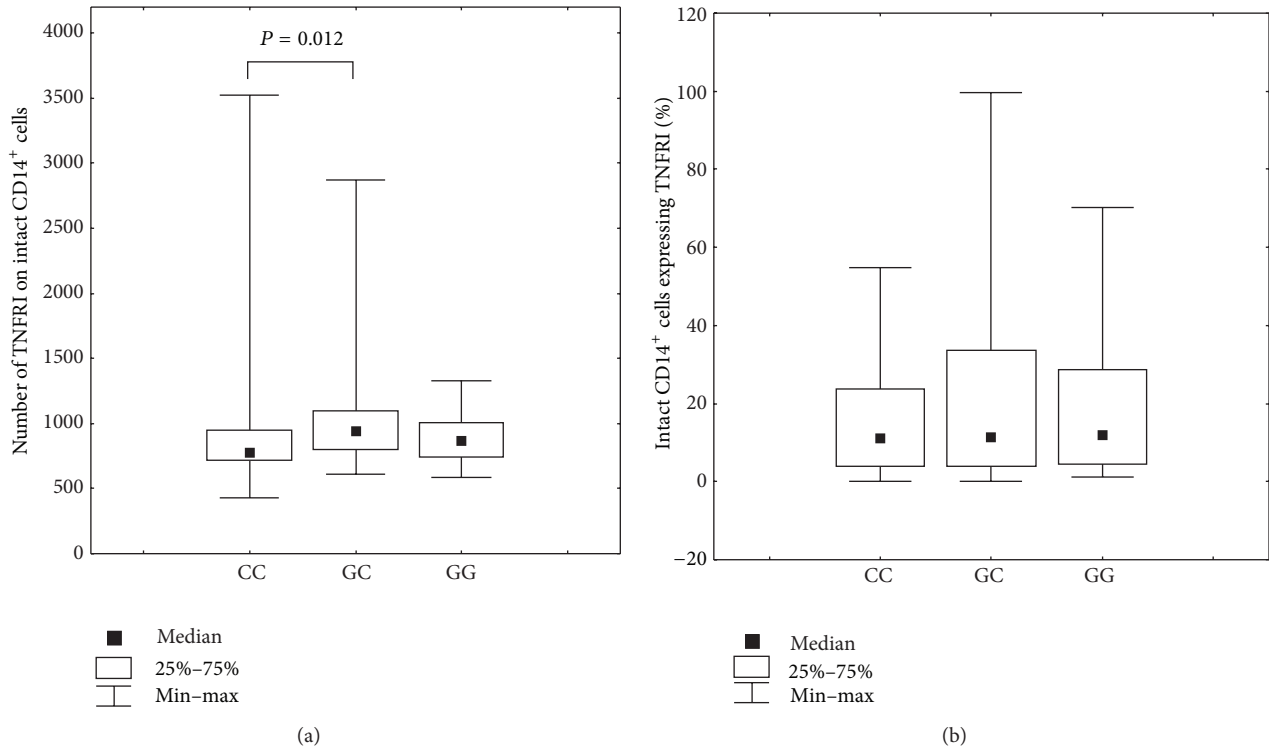 4000
3500
3000
2500
2000
1500
1000
500
0
Number of TNFRI on intact CD14⁺ cells
P = 0.012
CC
GC
GG
Median
25%–75%
Min–max
(a)
120
100
80
60
40
20
0
−20
Intact CD14⁺ cells expressing TNFRI (%)
CC
GC
GG
Median
25%–75%
Min–max
(b)